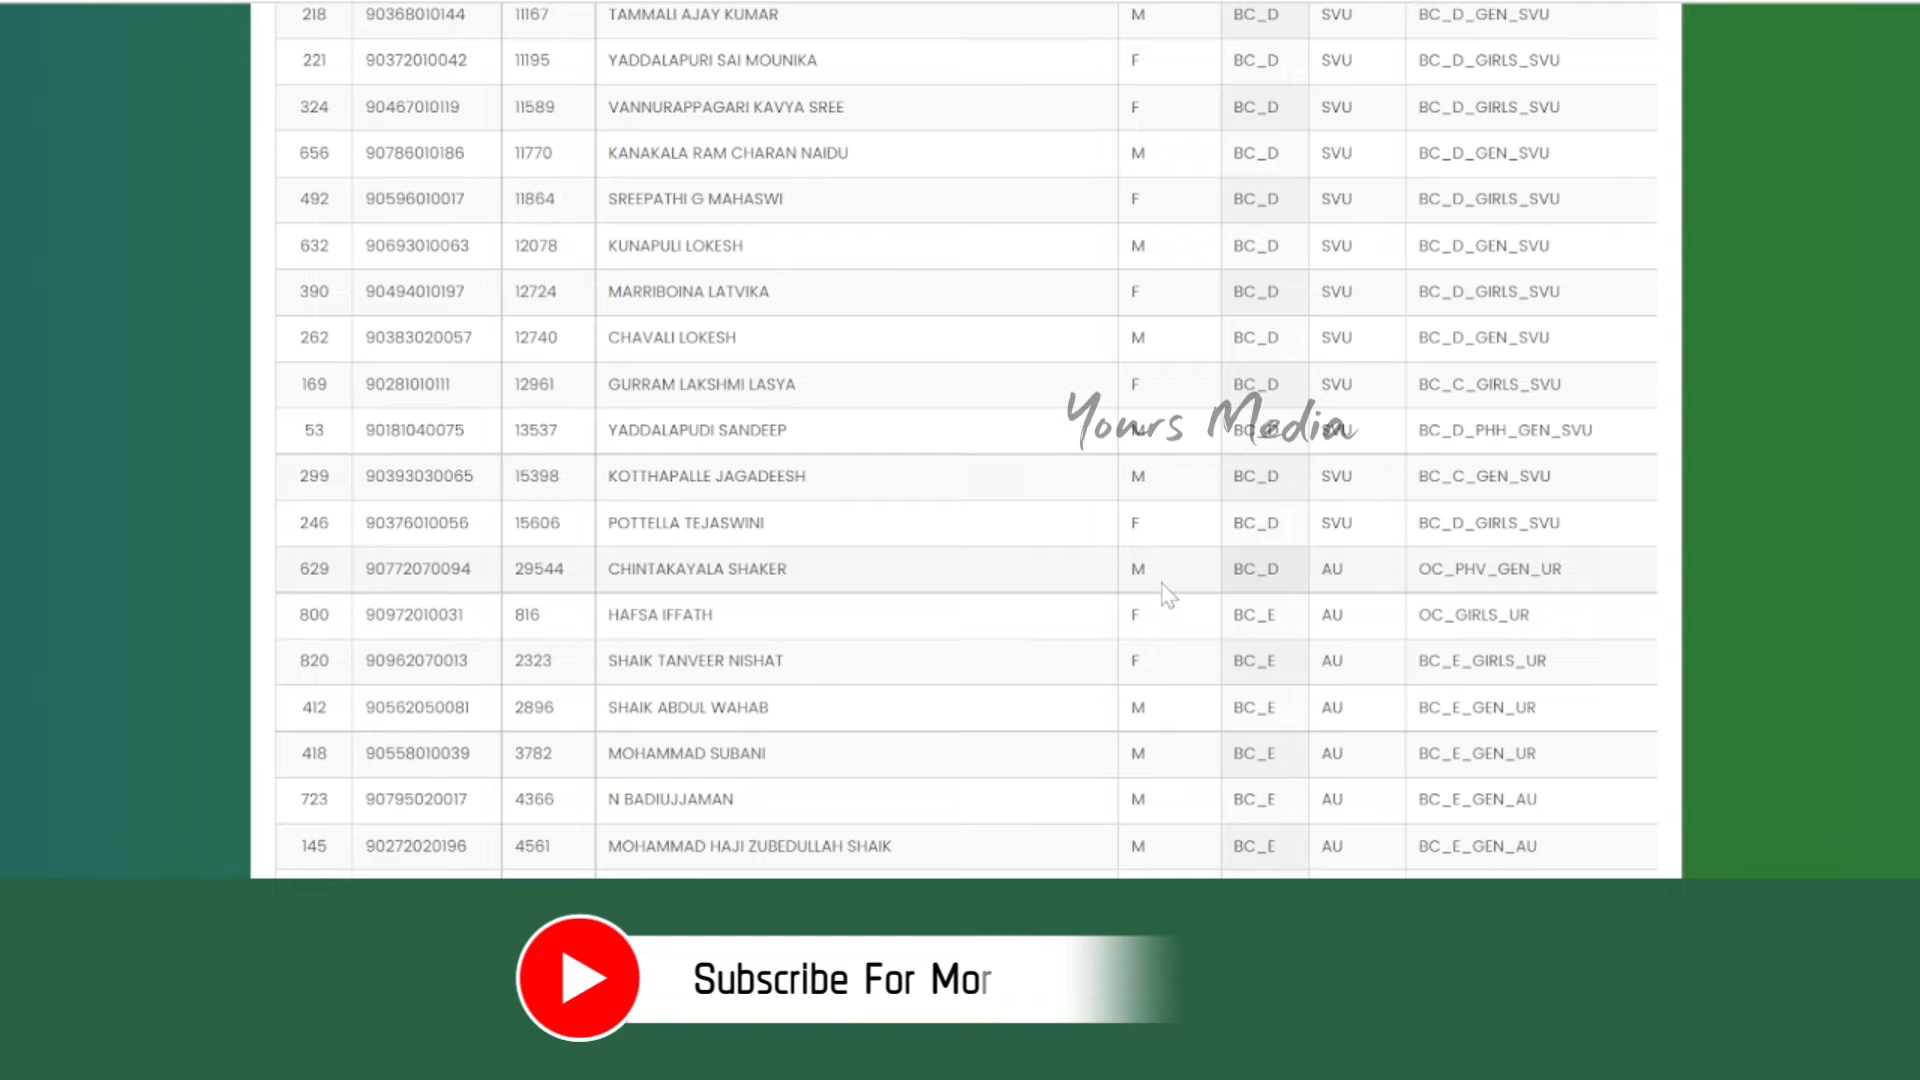 218 90368010144 11167 TAMMALI AJAY KUMAR M BC_D SVU BC_D_GEN_SVU
221 90372010042 11195 YADDALAPURI SAI MOUNIKA F BC_D SVU BC_D_GIRLS_SVU
324 90467010119 11589 VANNURAPPAGARI KAVYA SREE F BC_D SVU BC_D_GIRLS_SVU
656 90786010186 11770 KANAKALA RAM CHARAN NAIDU M BC_D SVU BC_D_GEN_SVU
492 90596010017 11864 SREEPATHI G MAHASWI F BC_D SVU BC_D_GIRLS_SVU
632 90693010063 12078 KUNAPULI LOKESH M BC_D SVU BC_D_GEN_SVU
390 90494010197 12724 MARRIBOINA LATVIKA F BC_D SVU BC_D_GIRLS_SVU
262 90383020057 12740 CHAVALI LOKESH M BC_D SVU BC_D_GEN_SVU
169 90281010111 12961 GURRAM LAKSHMI LASYA F BC_D SVU BC_C_GIRLS_SVU
Yours Media
53 90181040075 13537 YADDALAPUDI SANDEEP M BC_D SVU BC_D_PHH_GEN_SVU
299 90393030065 15398 KOTTHAPALLE JAGADEESH M BC_D SVU BC_C_GEN_SVU
246 90376010056 15606 POTTELLA TEJASWINI F BC_D SVU BC_D_GIRLS_SVU
629 90772070094 29544 CHINTAKAYALA SHAKER M BC_D AU OC_PHV_GEN_UR
800 90972010031 816 HAFSA IFFATH F BC_E AU OC_GIRLS_UR
820 90962070013 2323 SHAIK TANVEER NISHAT F BC_E AU BC_E_GIRLS_UR
412 90562050081 2896 SHAIK ABDUL WAHAB M BC_E AU BC_E_GEN_UR
418 90558010039 3782 MOHAMMAD SUBANI M BC_E AU BC_E_GEN_UR
723 90795020017 4366 N BADIUJJAMAN M BC_E AU BC_E_GEN_AU
145 90272020196 4561 MOHAMMAD HAJI ZUBEDULLAH SHAIK M BC_E AU BC_E_GEN_AU
Subscribe For Mor